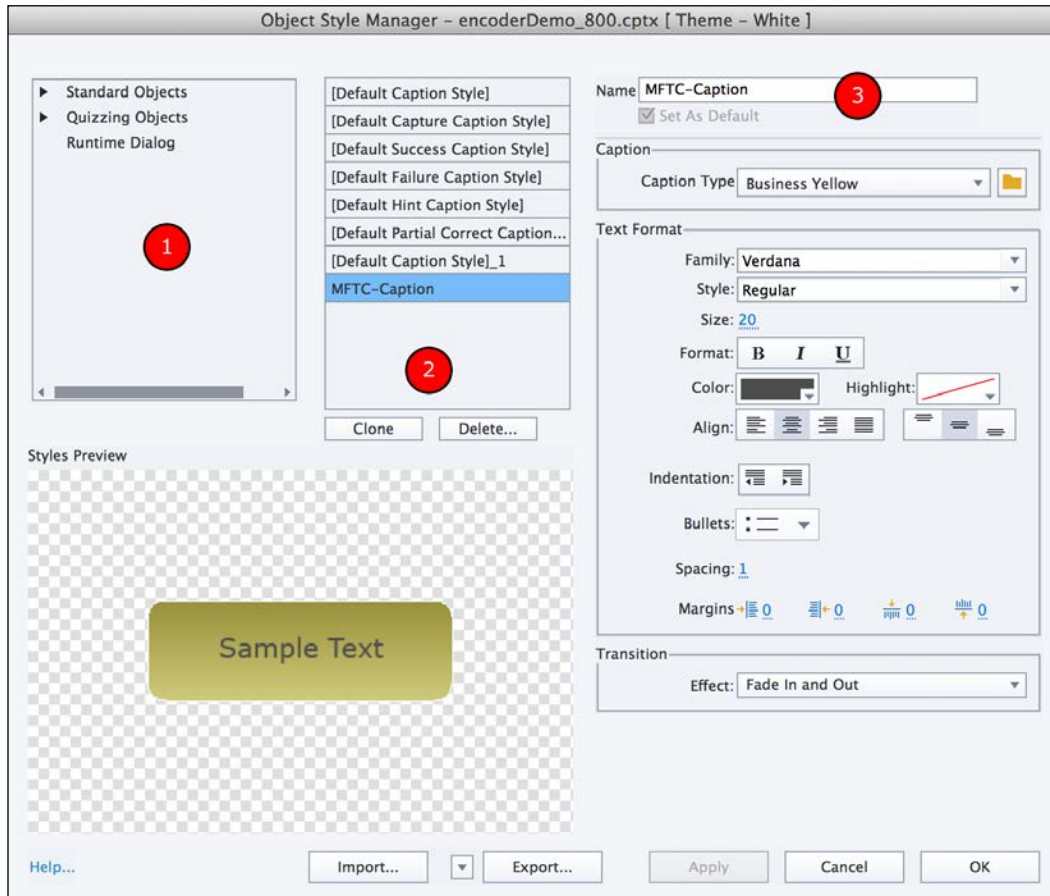 Object Style Manager - encoderDemo_800.cptx [ Theme - White ]
Standard Objects
Quizzing Objects
Runtime Dialog
1
[Default Caption Style]
[Default Capture Caption Style]
[Default Success Caption Style]
[Default Failure Caption Style]
[Default Hint Caption Style]
[Default Partial Correct Caption...
[Default Caption Style]_1
MFTC-Caption
2
Clone
Delete...
Name MFTC-Caption
3
Set As Default
Caption
Caption Type Business Yellow
Text Format
Family: Verdana
Style: Regular
Size: 20
Format: B I U
Color: Highlight:
Align:
Indentation:
Bullets:
Spacing: 1
Margins 0 0 0 0
Transition
Effect: Fade In and Out
Styles Preview
Sample Text
Help...
Import...
Export...
Apply
Cancel
OK